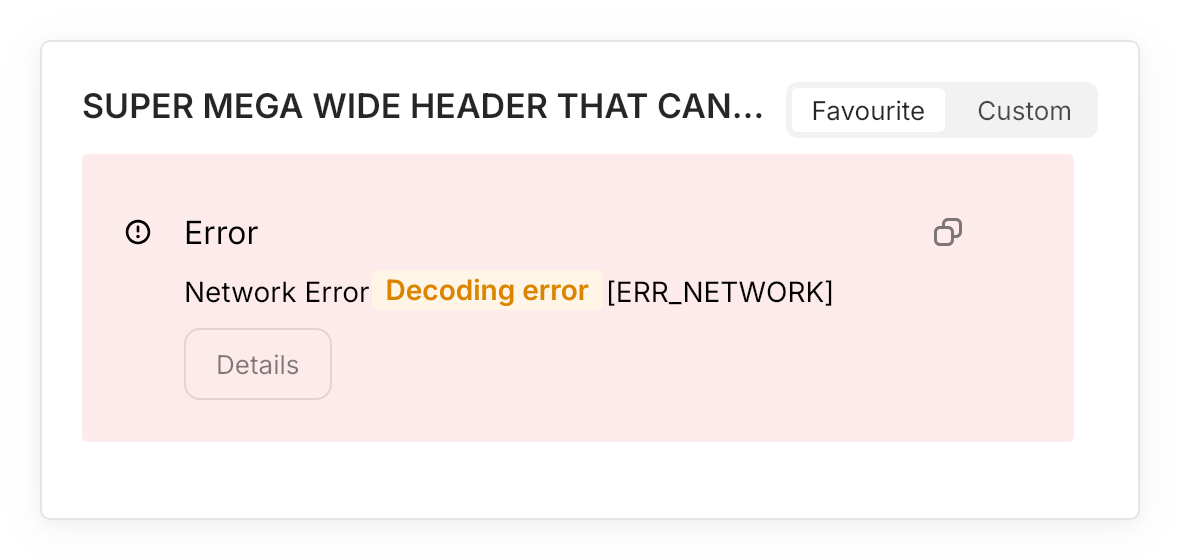 SUPER MEGA WIDE HEADER THAT CAN...
Favourite Custom
Error
Network Error Decoding error [ERR_NETWORK]
Details